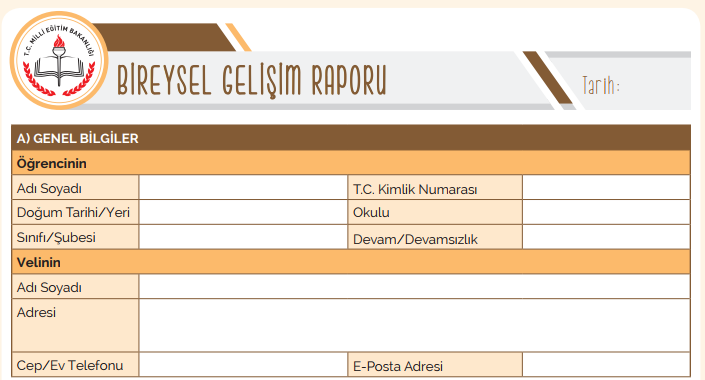 T.C. MİLLÎ EĞİTİM BAKANLIĞI
BİREYSEL GELİŞİM RAPORU
Tarih:
A) GENEL BİLGİLER
Öğrencinin
Adı Soyadı
T.C. Kimlik Numarası
Doğum Tarihi/Yeri
Okulu
Sınıfı/Şubesi
Devam/Devamsızlık
Velinin
Adı Soyadı
Adresi
Cep/Ev Telefonu
E-Posta Adresi